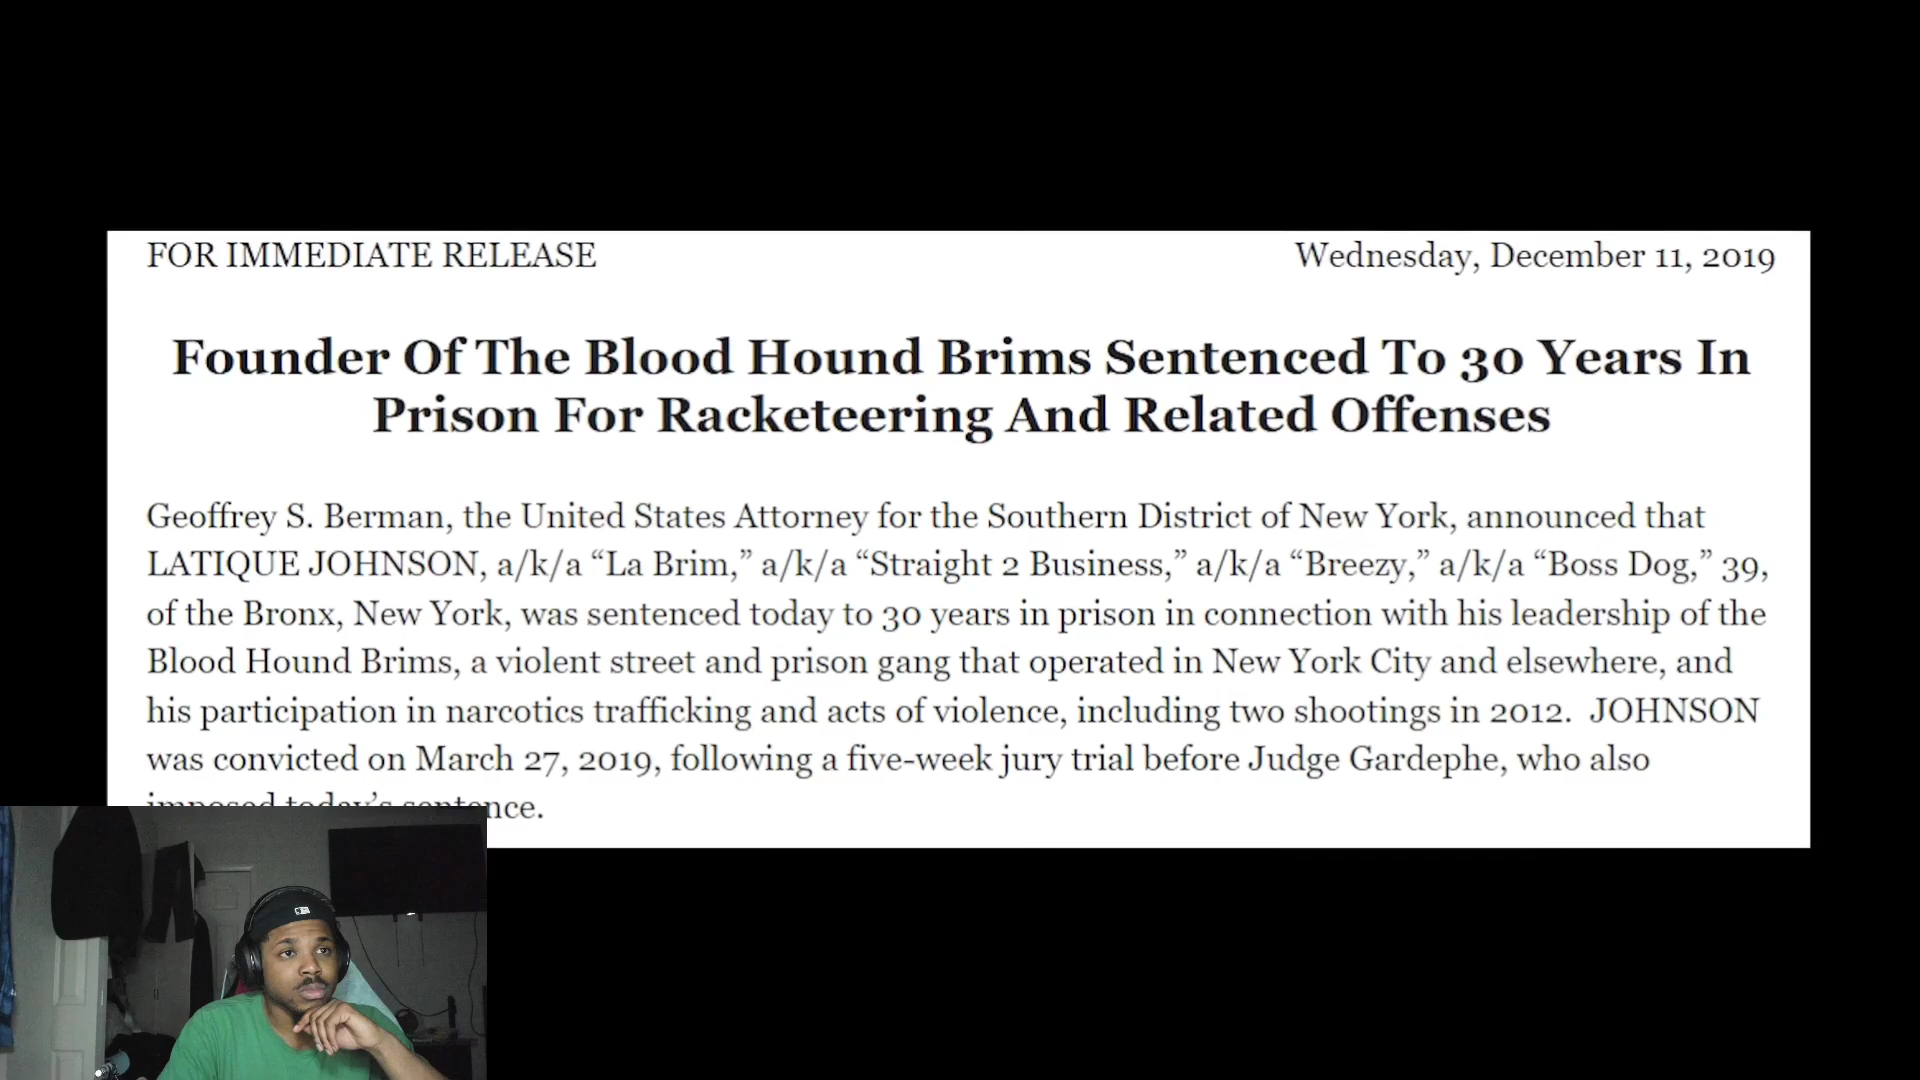 FOR IMMEDIATE RELEASE
Wednesday, December 11, 2019
Founder Of The Blood Hound Brims Sentenced To 30 Years In
Prison For Racketeering And Related Offenses
Geoffrey S. Berman, the United States Attorney for the Southern District of New York, announced that
LATIQUE JOHNSON, a/k/a “La Brim,” a/k/a “Straight 2 Business,” a/k/a “Breezy,” a/k/a “Boss Dog,” 39,
of the Bronx, New York, was sentenced today to 30 years in prison in connection with his leadership of the
Blood Hound Brims, a violent street and prison gang that operated in New York City and elsewhere, and
his participation in narcotics trafficking and acts of violence, including two shootings in 2012.  JOHNSON
was convicted on March 27, 2019, following a five-week jury trial before Judge Gardephe, who also
imposed today’s sentence.